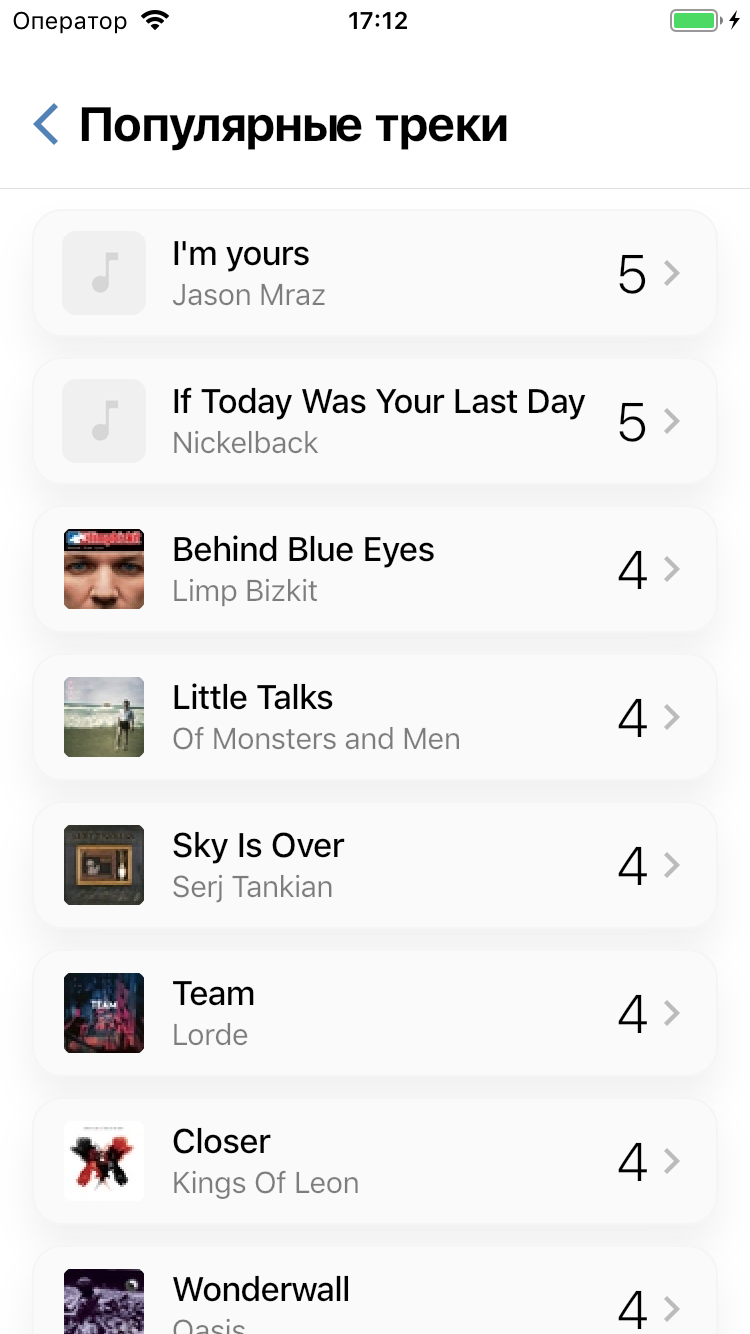 Оператор 17:12
Популярные треки
I'm yours
Jason Mraz
5
If Today Was Your Last Day
Nickelback
5
Behind Blue Eyes
Limp Bizkit
4
Little Talks
Of Monsters and Men
4
Sky Is Over
Serj Tankian
4
TEAM
Team
Lorde
4
Closer
Kings Of Leon
4
Wonderwall
Oasis
4